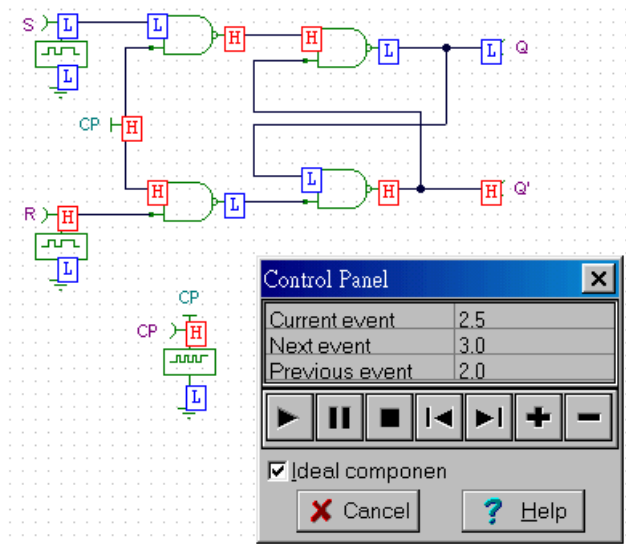 S L L H H L L Q
L
CP H
H L H H Q'
R H L
L
CP
CP H
L
Control Panel
Current event 2.5
Next event 3.0
Previous event 2.0
Ideal componen
Cancel Help